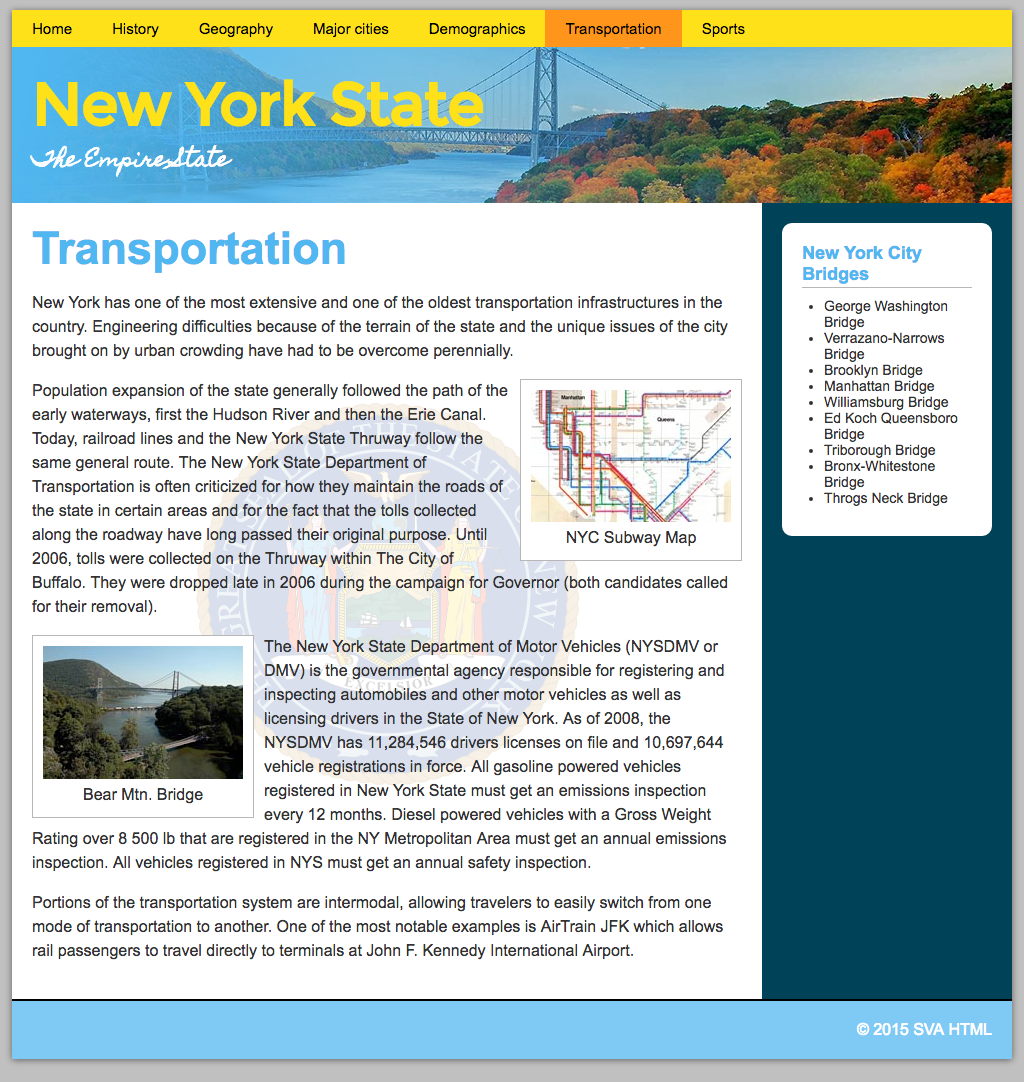 Home History Geography Major cities Demographics Transportation Sports
New York State
The Empire State
Transportation
New York has one of the most extensive and one of the oldest transportation infrastructures in the
country. Engineering difficulties because of the terrain of the state and the unique issues of the city
brought on by urban crowding have had to be overcome perennially.
Population expansion of the state generally followed the path of the
early waterways, first the Hudson River and then the Erie Canal.
Today, railroad lines and the New York State Thruway follow the
same general route. The New York State Department of
Transportation is often criticized for how they maintain the roads of
the state in certain areas and for the fact that the tolls collected
along the roadway have long passed their original purpose. Until
2006, tolls were collected on the Thruway within The City of
Buffalo. They were dropped late in 2006 during the campaign for Governor (both candidates called
for their removal).
Manhattan
Queens
NYC Subway Map
The New York State Department of Motor Vehicles (NYSDMV or
DMV) is the governmental agency responsible for registering and
inspecting automobiles and other motor vehicles as well as
licensing drivers in the State of New York. As of 2008, the
NYSDMV has 11,284,546 drivers licenses on file and 10,697,644
vehicle registrations in force. All gasoline powered vehicles
registered in New York State must get an emissions inspection
every 12 months. Diesel powered vehicles with a Gross Weight
Rating over 8 500 lb that are registered in the NY Metropolitan Area must get an annual emissions
inspection. All vehicles registered in NYS must get an annual safety inspection.
Bear Mtn. Bridge
EXCELSIOR
Portions of the transportation system are intermodal, allowing travelers to easily switch from one
mode of transportation to another. One of the most notable examples is AirTrain JFK which allows
rail passengers to travel directly to terminals at John F. Kennedy International Airport.
New York City
Bridges
George Washington
Bridge
Verrazano-Narrows
Bridge
Brooklyn Bridge
Manhattan Bridge
Williamsburg Bridge
Ed Koch Queensboro
Bridge
Triborough Bridge
Bronx-Whitestone
Bridge
Throgs Neck Bridge
© 2015 SVA HTML